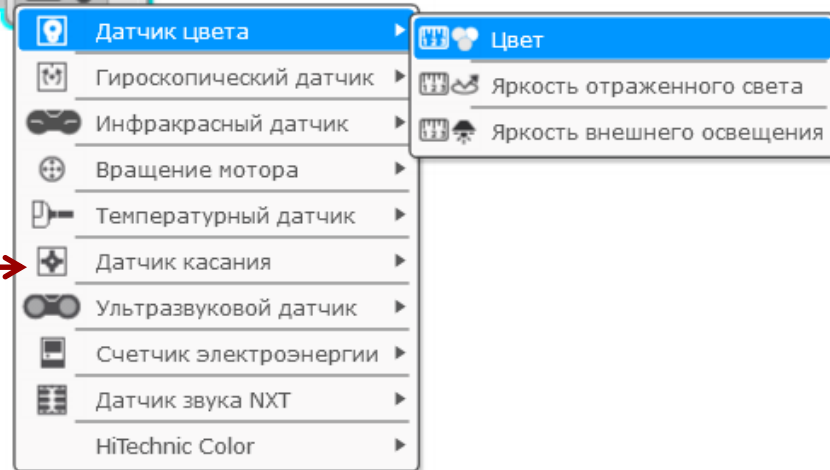 Датчик цвета
Гироскопический датчик
Инфракрасный датчик
Вращение мотора
Температурный датчик
Датчик касания
Ультразвуковой датчик
Счетчик электроэнергии
Датчик звука NXT
HiTechnic Color
Цвет
Яркость отраженного света
Яркость внешнего освещения